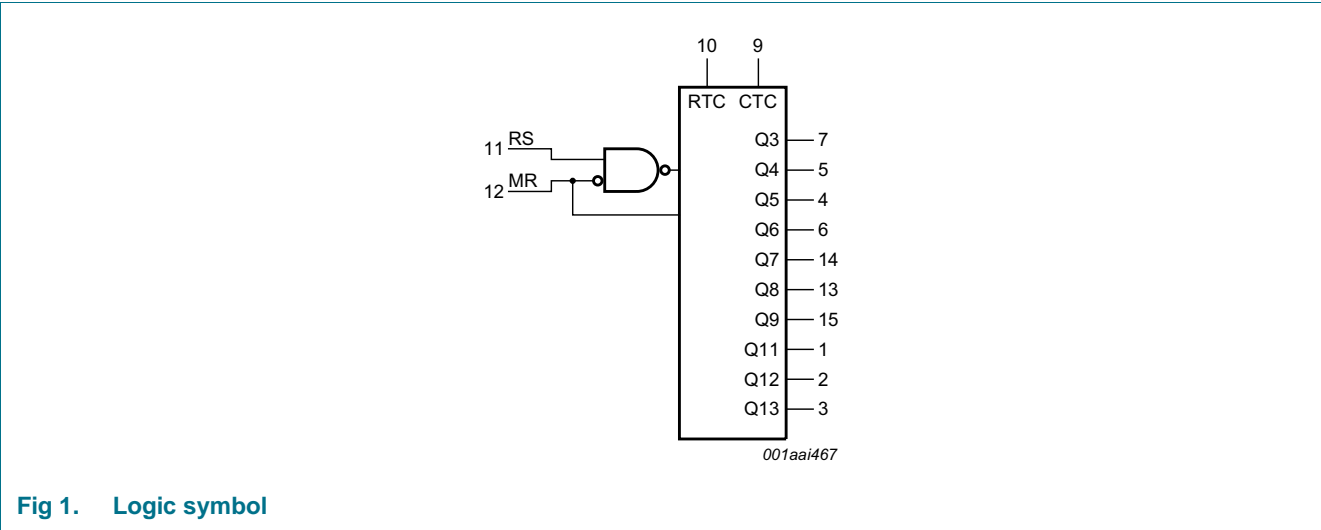 10 9
RTC CTC
Q3 7
11 RS
Q4 5
12 MR
Q5 4
Q6 6
Q7 14
Q8 13
Q9 15
Q11 1
Q12 2
Q13 3
001aai467
Fig 1. Logic symbol